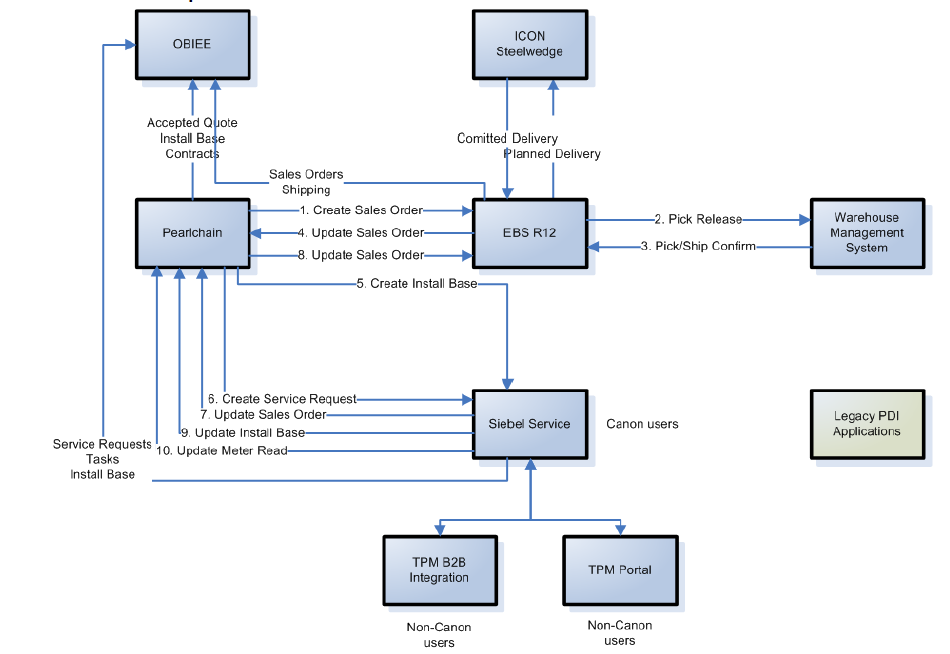 OBIEE
ICON
Steelwedge
Accepted Quote
Install Base
Contracts
Comitted Delivery
Planned Delivery
Sales Orders
Shipping
Pearlchain
1. Create Sales Order
4. Update Sales Order
8. Update Sales Order
EBS R12
2. Pick Release
3. Pick/Ship Confirm
Warehouse
Management
System
5. Create Install Base
6. Create Service Request
7. Update Sales Order
9. Update Install Base
10. Update Meter Read
Service Requests
Tasks
Install Base
Siebel Service
Canon users
Legacy PDI
Applications
TPM B2B
Integration
TPM Portal
Non-Canon
users
Non-Canon
users